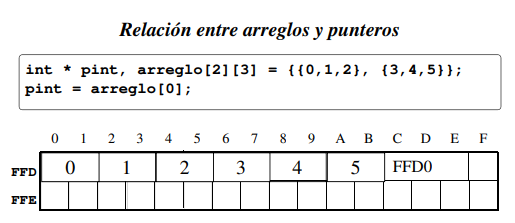 Relación entre arreglos y punteros
int * pint, arreglo[2][3] = {{0,1,2}, {3,4,5}};
pint = arreglo[0];
0 1 2 3 4 5 6 7 8 9 A B C D E F
FFD 0 1 2 3 4 5 FFD0
FFE